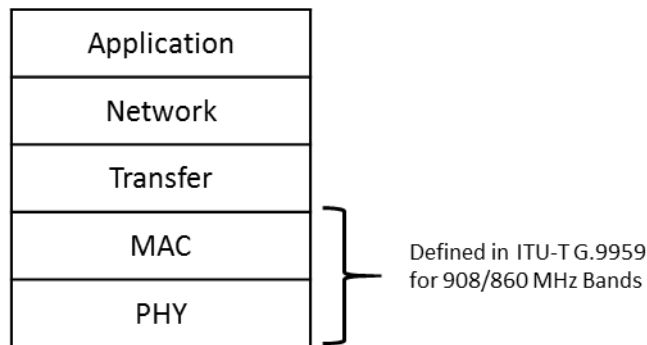 Application
Network
Transfer
MAC
PHY
Defined in ITU-T G.9959
for 908/860 MHz Bands